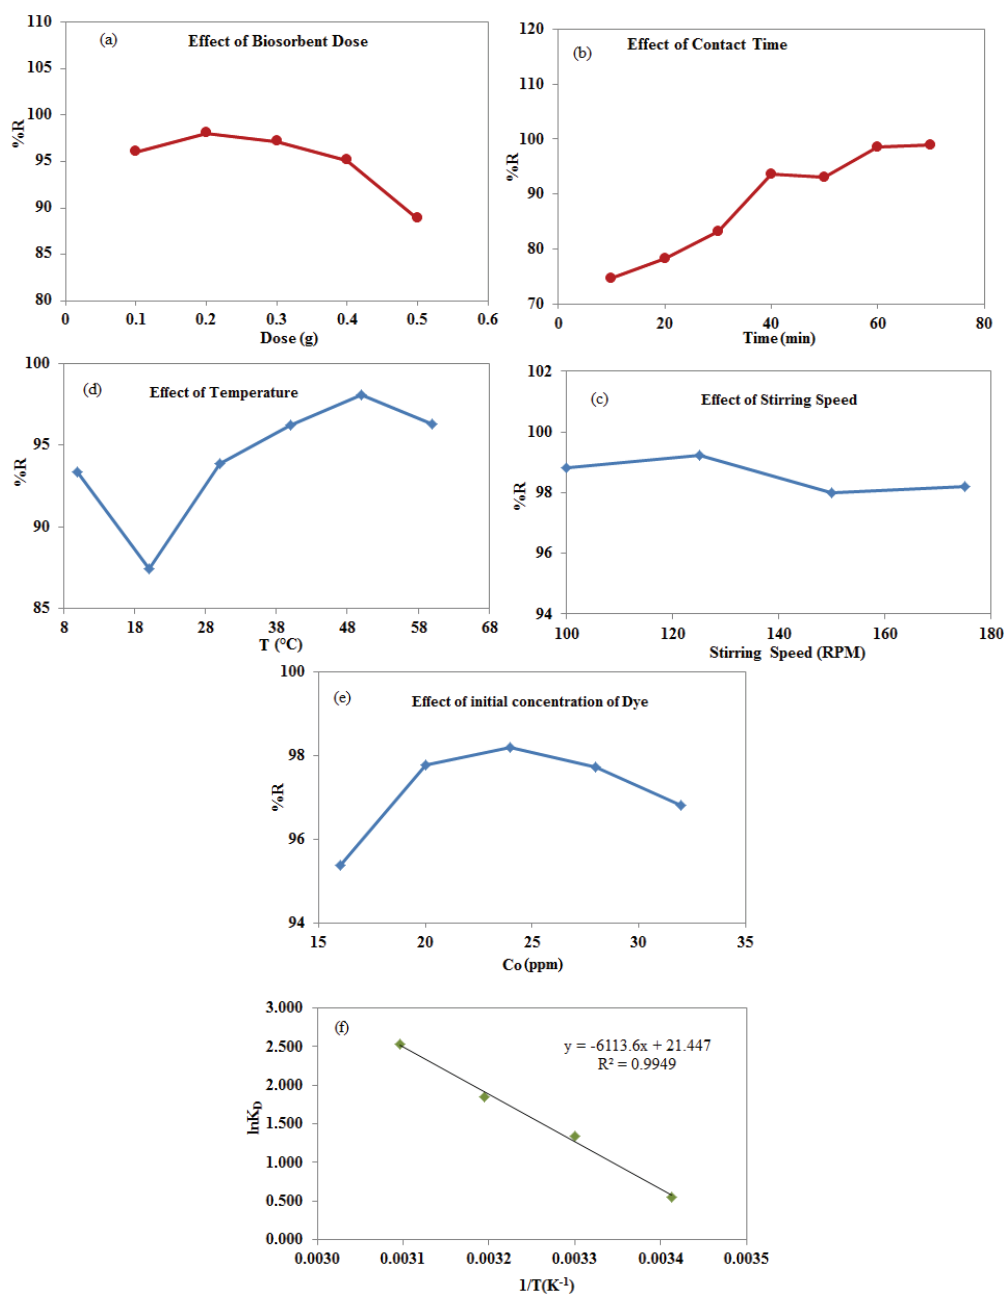 (a)
Effect of Biosorbent Dose
%R
110
105
100
95
90
85
80
0
0.1
0.2
0.3
0.4
0.5
0.6
Dose (g)
(b)
Effect of Contact Time
%R
120
110
100
90
80
70
0
20
40
60
80
Time (min)
(d)
Effect of Temperature
%R
100
95
90
85
8
18
28
38
48
58
68
T (°C)
(c)
Effect of Stirring Speed
%R
102
100
98
96
94
100
120
140
160
180
Stirring Speed (RPM)
(e)
Effect of initial concentration of Dye
%R
100
98
96
94
15
20
25
30
35
Co (ppm)
(f)
y = -6113.6x + 21.447
R² = 0.9949
lnK_D
3.000
2.500
2.000
1.500
1.000
0.500
0.000
0.0030
0.0031
0.0032
0.0033
0.0034
0.0035
1/T(K⁻¹)